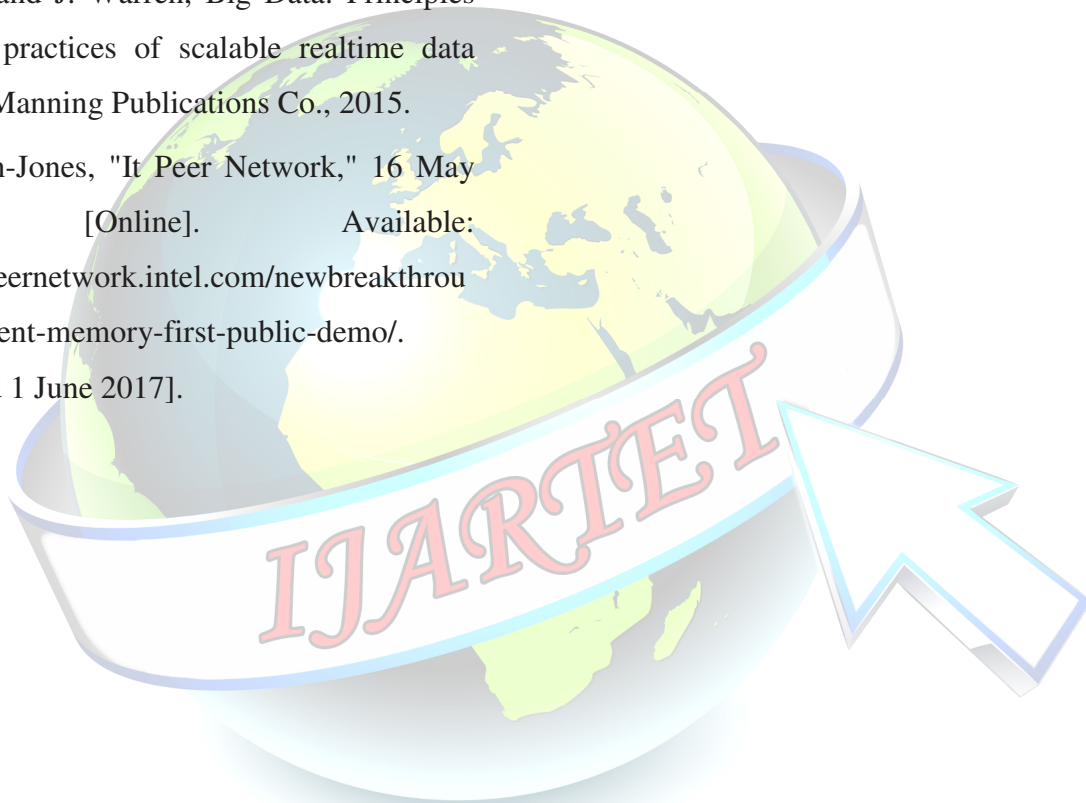 and J. Warren, Big Data: Principles
practices of scalable realtime data
Manning Publications Co., 2015.
-Jones, "It Peer Network," 16 May
[Online]. Available:
eernetwork.intel.com/newbreakthrou
ent-memory-first-public-demo/.
1 June 2017].
IJARTET